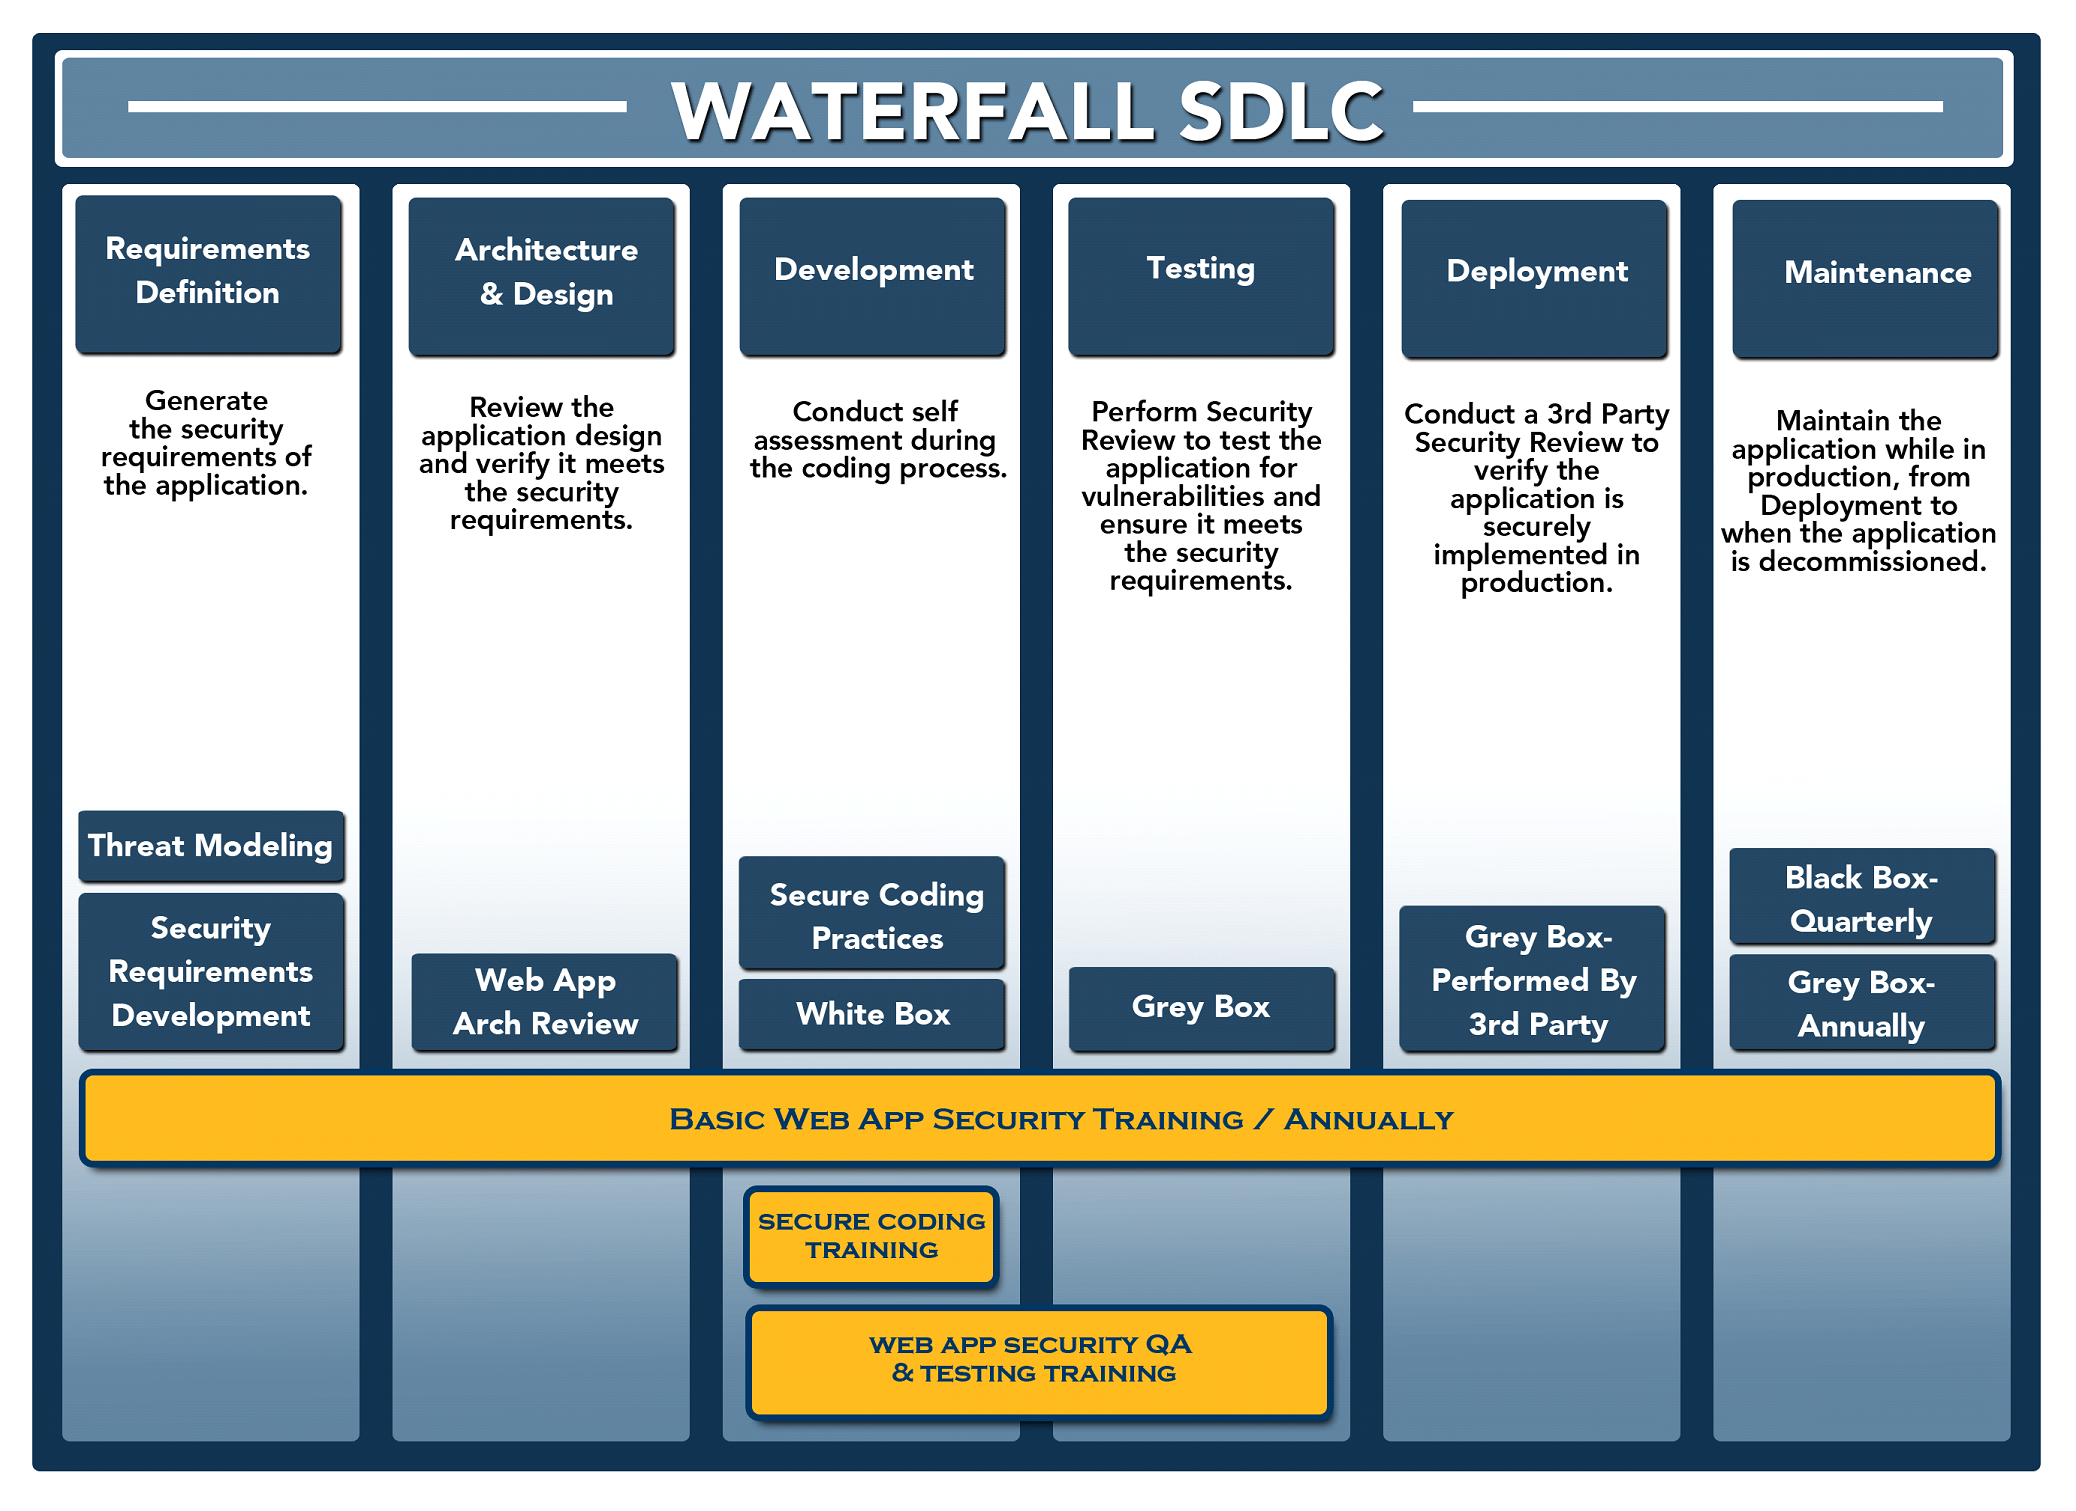 WATERFALL SDLC
Requirements
Definition
Generate
the security
requirements of
the application.
Threat Modeling
Security
Requirements
Development
Architecture
& Design
Review the
application design
and verify it meets
the security
requirements.
Web App
Arch Review
Development
Conduct self
assessment during
the coding process.
Secure Coding
Practices
White Box
Testing
Perform Security
Review to test the
application for
vulnerabilities and
ensure it meets
the security
requirements.
Grey Box
Deployment
Conduct a 3rd Party
Security Review to
verify the
application is
securely
implemented in
production.
Grey Box-
Performed By
3rd Party
Maintenance
Maintain the
application while in
production, from
Deployment to
when the application
is decommissioned.
Black Box-
Quarterly
Grey Box-
Annually
Basic Web App Security Training / Annually
SECURE CODING
TRAINING
WEB APP SECURITY QA
& TESTING TRAINING